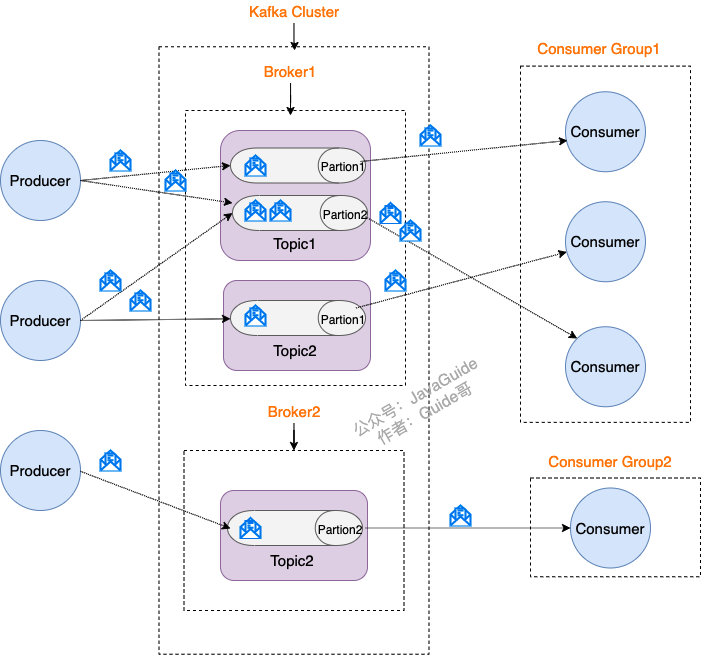 Kafka Cluster
Consumer Group1
Broker1
Consumer
Producer
Partion1
Partion2
Topic1
Consumer
Producer
Partion1
Topic2
Consumer
公众号：JavaGuide
作者：Guide哥
Broker2
Producer
Consumer Group2
Partion2
Consumer
Topic2